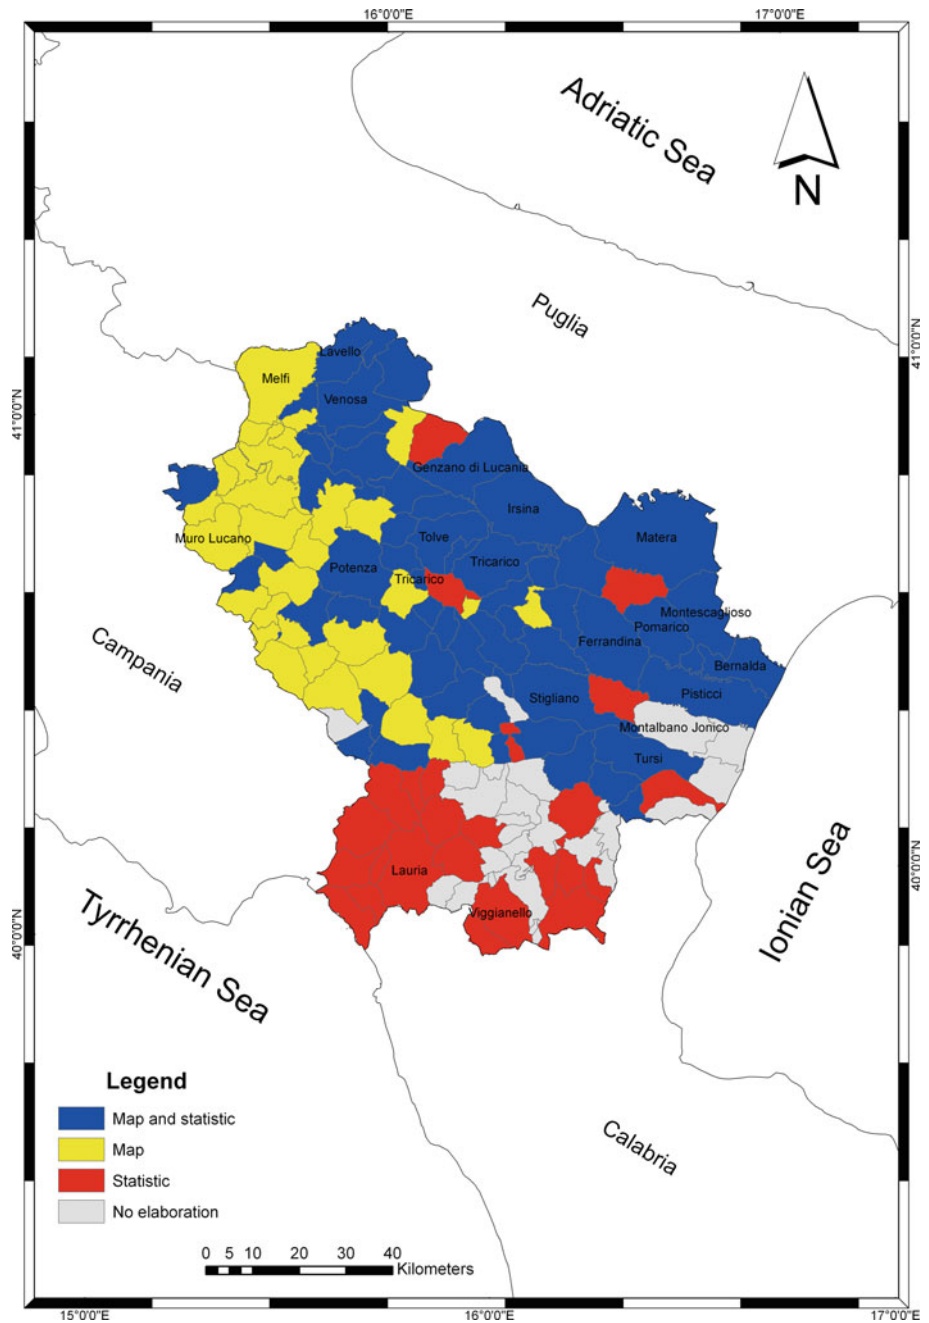 16°0'0"E
17°0'0"E
Adriatic Sea
N
Puglia
41°0'0"N
41°0'0"N
Lavello
Melfi
Venosa
Genzano di Lucania
Irsina
Muro Lucano
Tolve
Matera
Potenza
Tricarico
Tricarico
Montescaglioso
Pomarico
Ferrandina
Campania
Bernalda
Pisticci
Stigliano
Montalbano Jonico
Tursi
Lauria
Viggianello
40°0'0"N
40°0'0"N
Ionian Sea
Tyrrhenian Sea
Calabria
Legend
Map and statistic
Map
Statistic
No elaboration
0 5 10 20 30 40
Kilometers
15°0'0"E
16°0'0"E
17°0'0"E